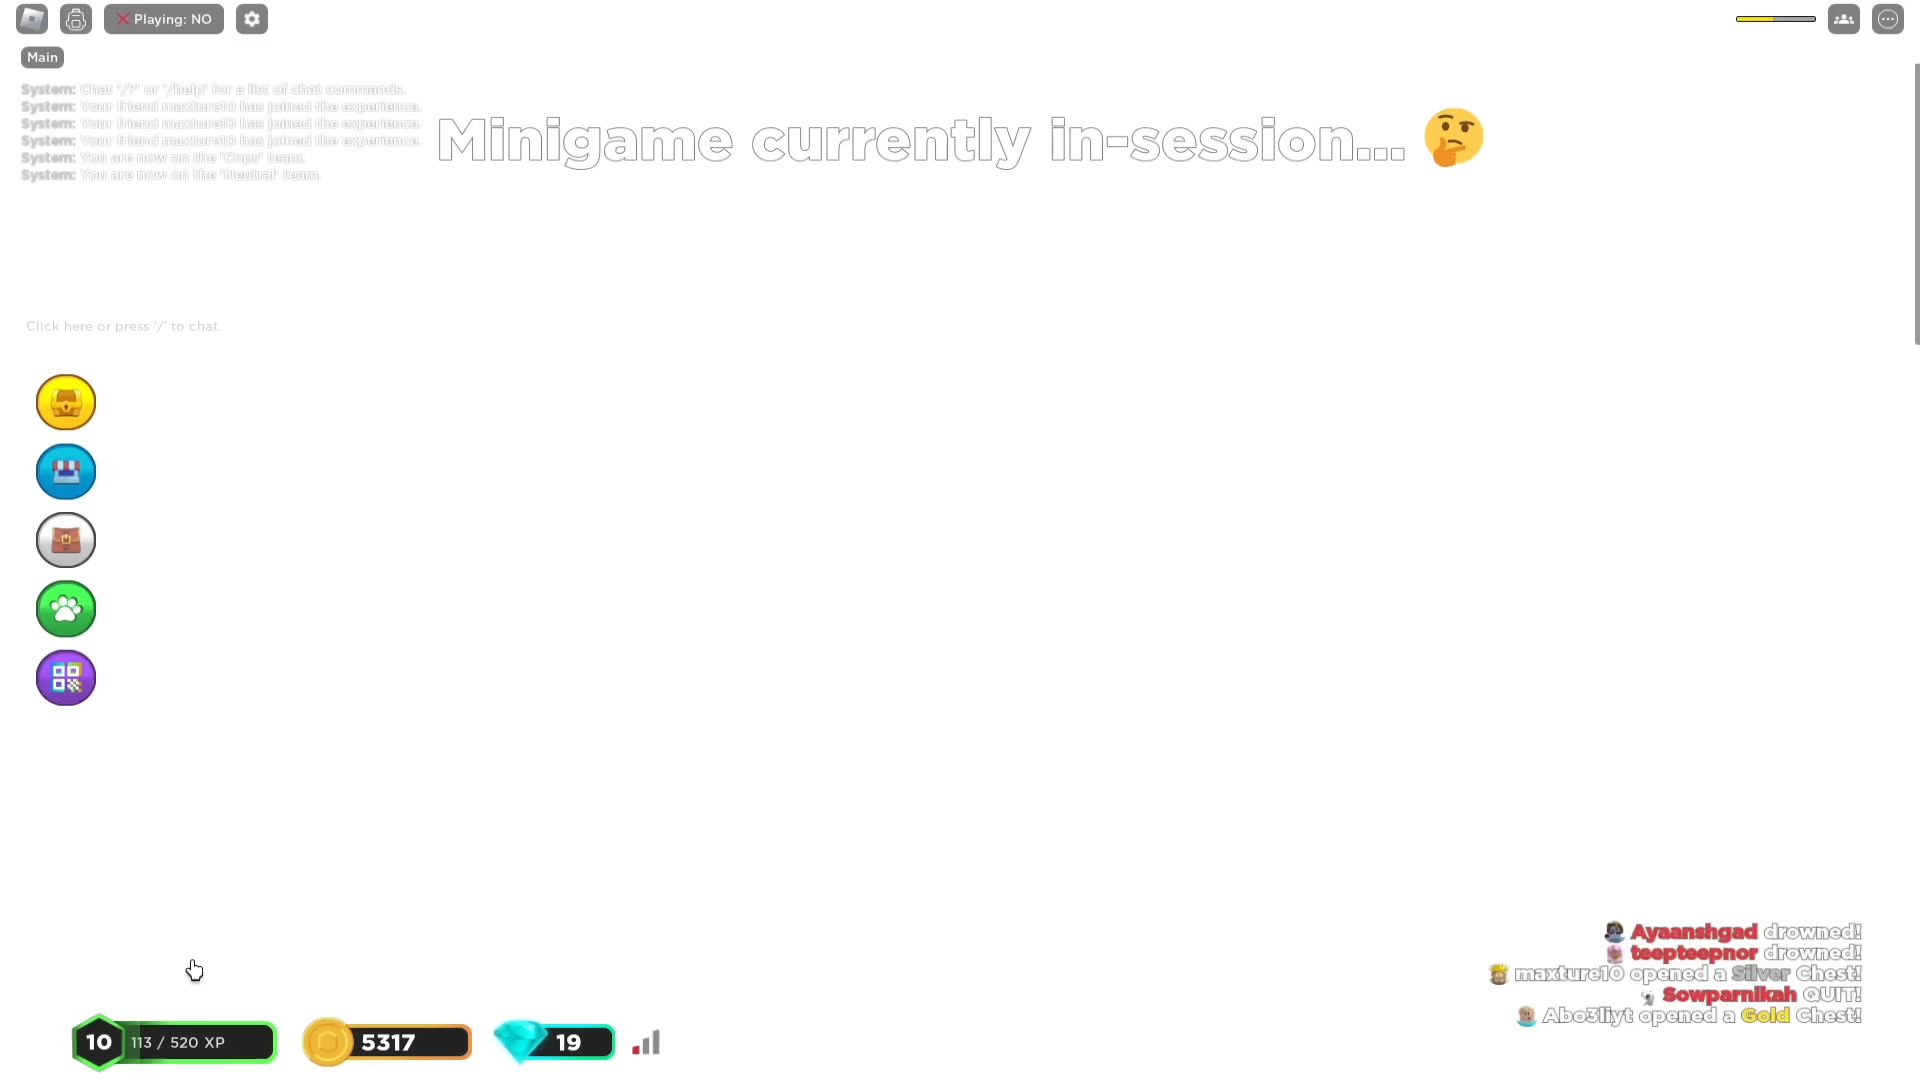 Playing: NO
Main
System: Chat '/?' or '/help' for a list of chat commands.
System: Your friend maxture10 has joined the experience.
System: Your friend maxture10 has joined the experience.
System: Your friend maxture10 has joined the experience.
System: You are now on the 'Cops' team.
System: You are now on the 'Neutral' team.
Minigame currently in-session... 🤔
Click here or press '/' to chat.
Ayaanshgad drowned!
teepteepnor drowned!
maxture10 opened a Silver Chest!
Sowparnikah QUIT!
Abo3liyt opened a Gold Chest!
10 113 / 520 XP 5317 19